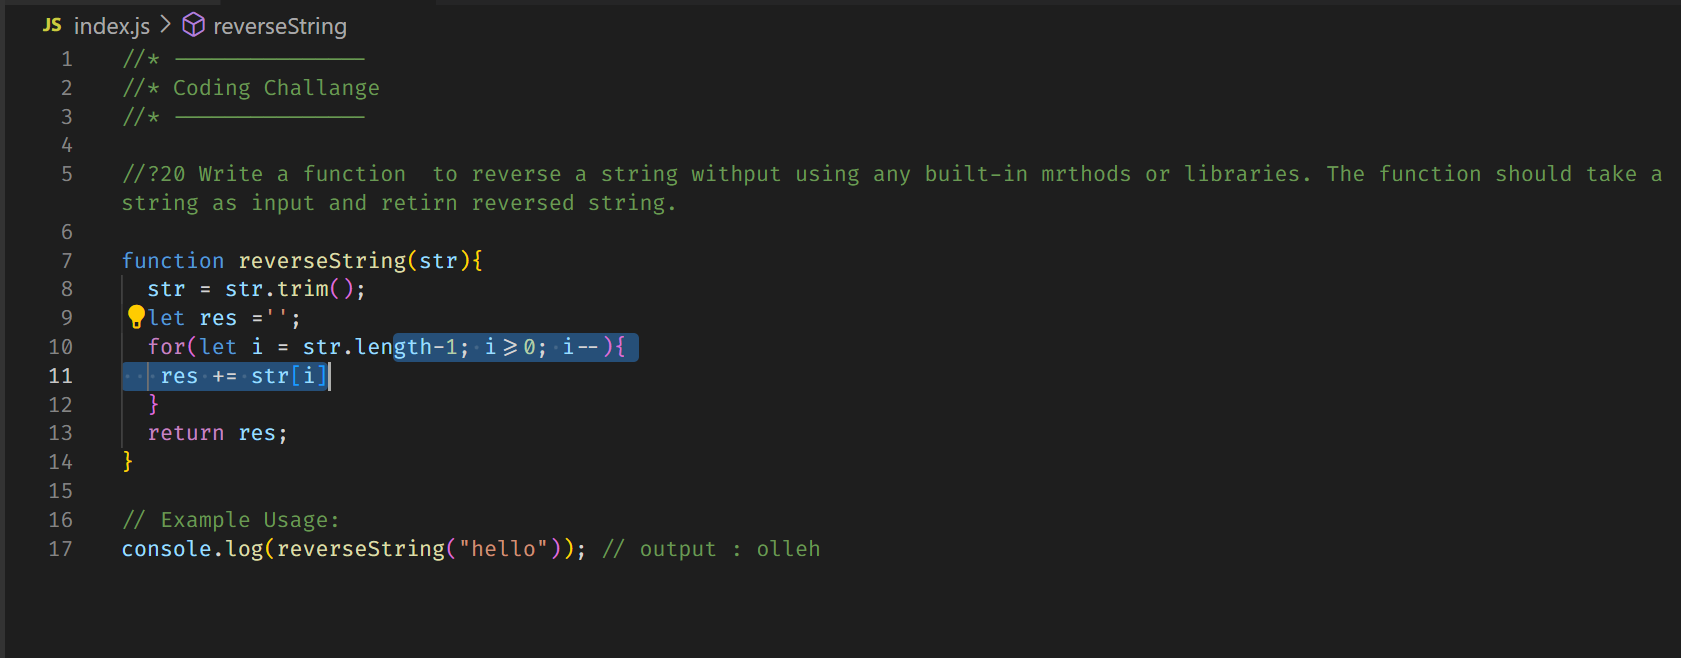 JS index.js > reverseString
1 //* ---------------
2 //* Coding Challange
3 //* ---------------
4
5 //?20 Write a function  to reverse a string withput using any built-in mrthods or libraries. The function should take a
string as input and retirn reversed string.
6
7 function reverseString(str){
8   str = str.trim();
9   let res ='';
10   for(let i = str.length-1; i>=0; i--){
11    res += str[i]
12   }
13   return res;
14 }
15
16 // Example Usage:
17 console.log(reverseString("hello")); // output : olleh